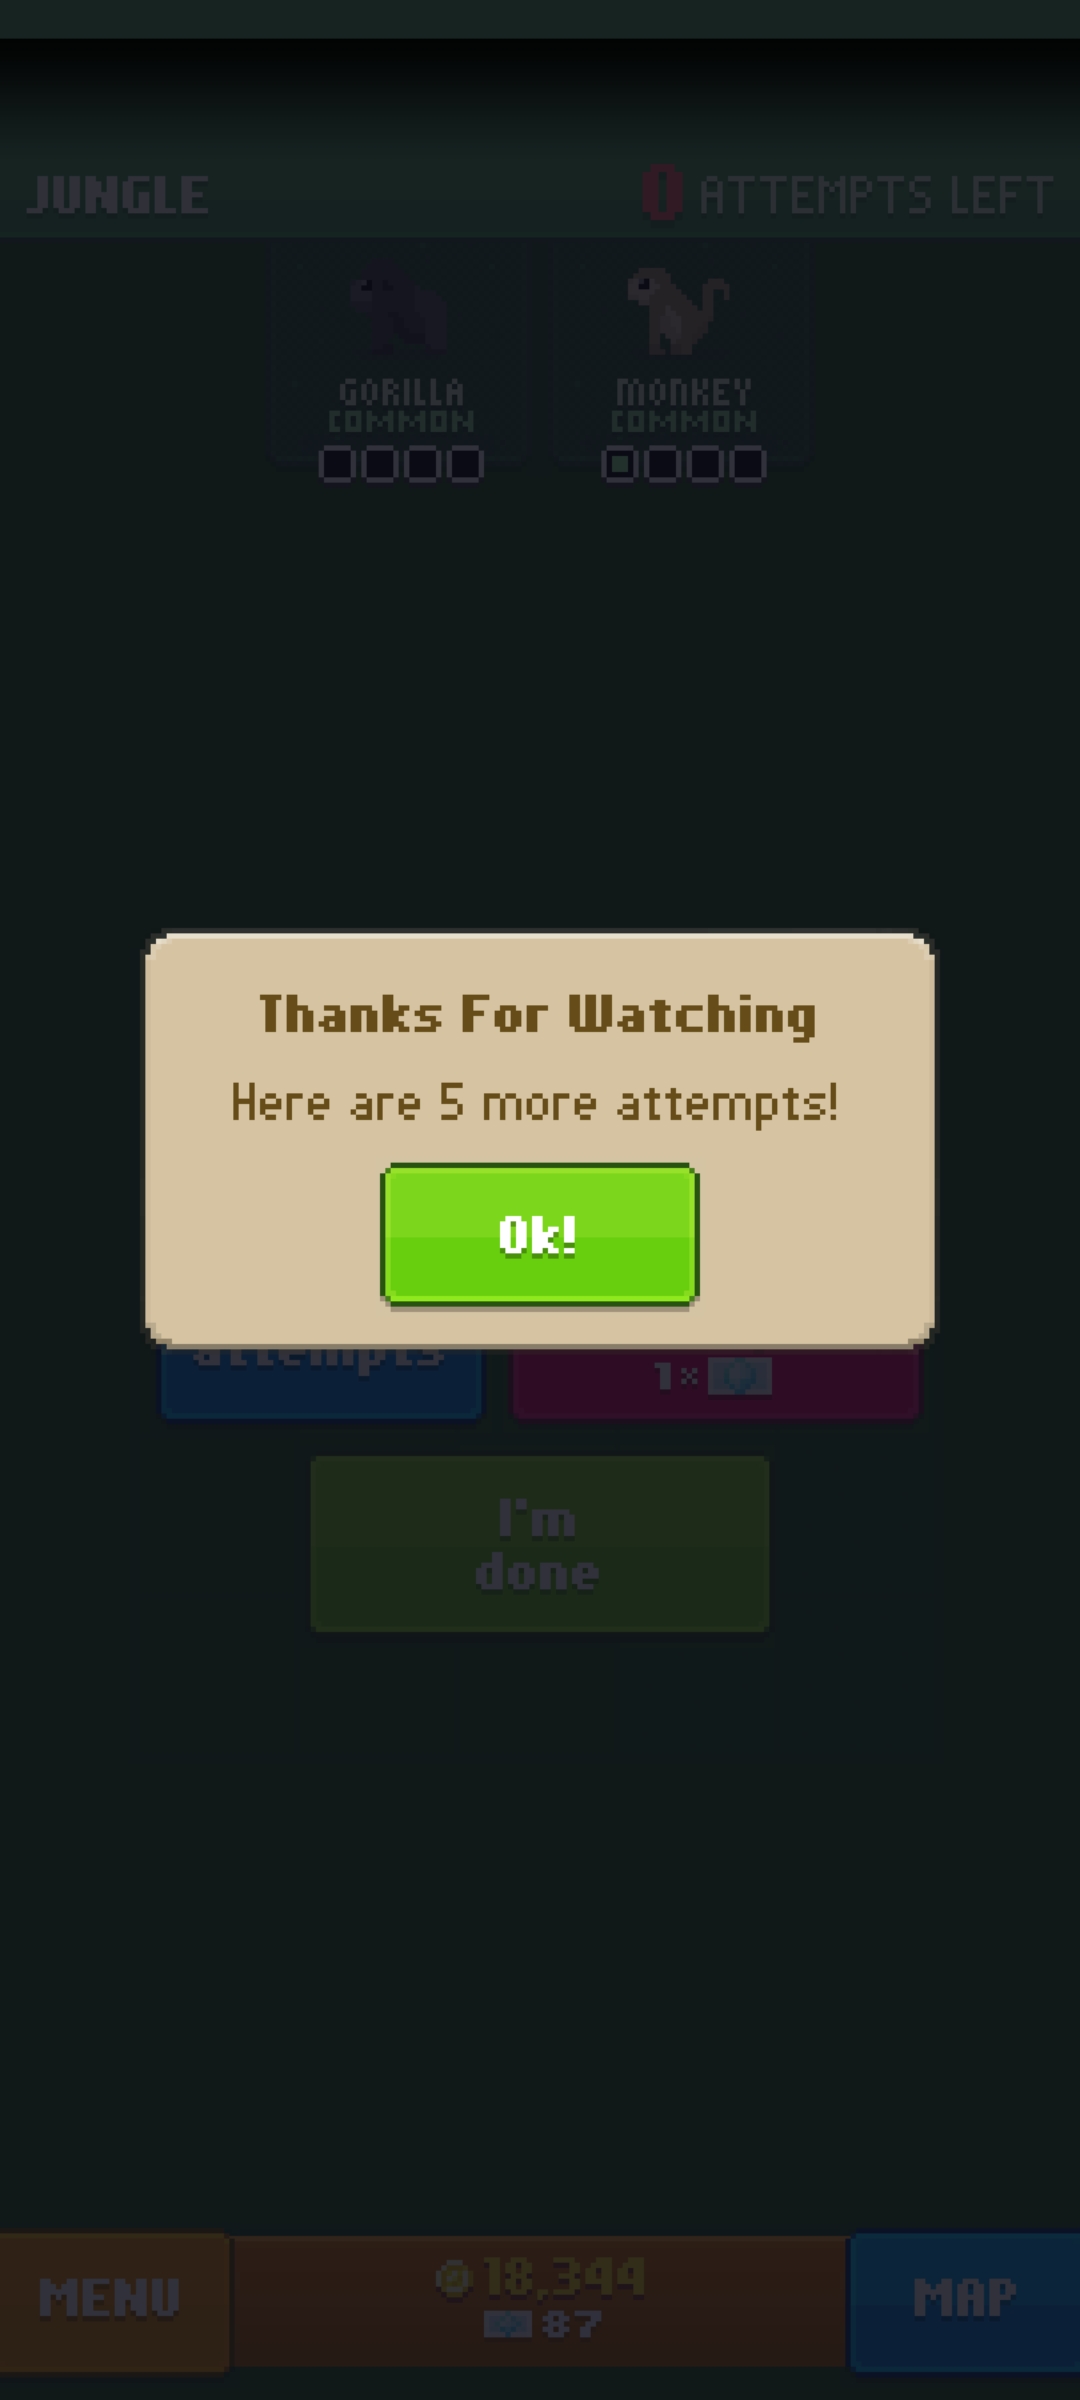 JUNGLE
0 ATTEMPTS LEFT
GORILLA
COMMON
MONKEY
COMMON
Thanks For Watching
Here are 5 more attempts!
Ok!
attempts
1×
I'm
done
MENU
18,344
87
MAP